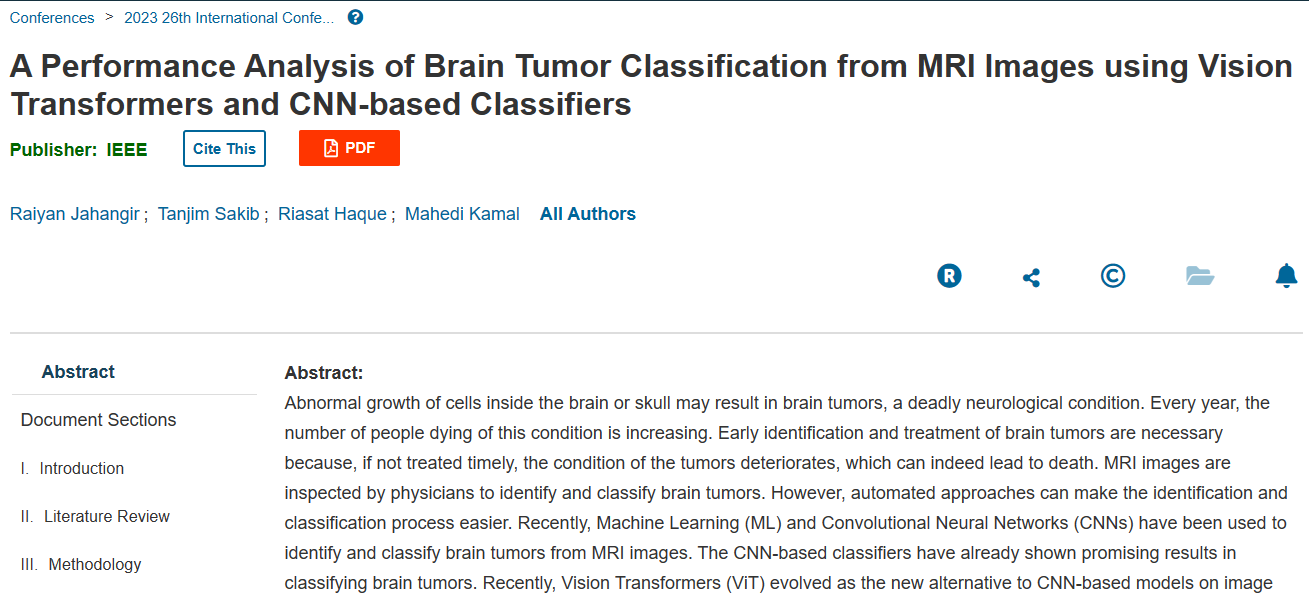 Conferences > 2023 26th International Confe... ?
A Performance Analysis of Brain Tumor Classification from MRI Images using Vision
Transformers and CNN-based Classifiers
Publisher: IEEE Cite This PDF
Raiyan Jahangir ; Tanjim Sakib ; Riasat Haque ; Mahedi Kamal All Authors
R ©
Abstract
Document Sections
I. Introduction
II. Literature Review
III. Methodology
Abstract:
Abnormal growth of cells inside the brain or skull may result in brain tumors, a deadly neurological condition. Every year, the
number of people dying of this condition is increasing. Early identification and treatment of brain tumors are necessary
because, if not treated timely, the condition of the tumors deteriorates, which can indeed lead to death. MRI images are
inspected by physicians to identify and classify brain tumors. However, automated approaches can make the identification and
classification process easier. Recently, Machine Learning (ML) and Convolutional Neural Networks (CNNs) have been used to
identify and classify brain tumors from MRI images. The CNN-based classifiers have already shown promising results in
classifying brain tumors. Recently, Vision Transformers (ViT) evolved as the new alternative to CNN-based models on image